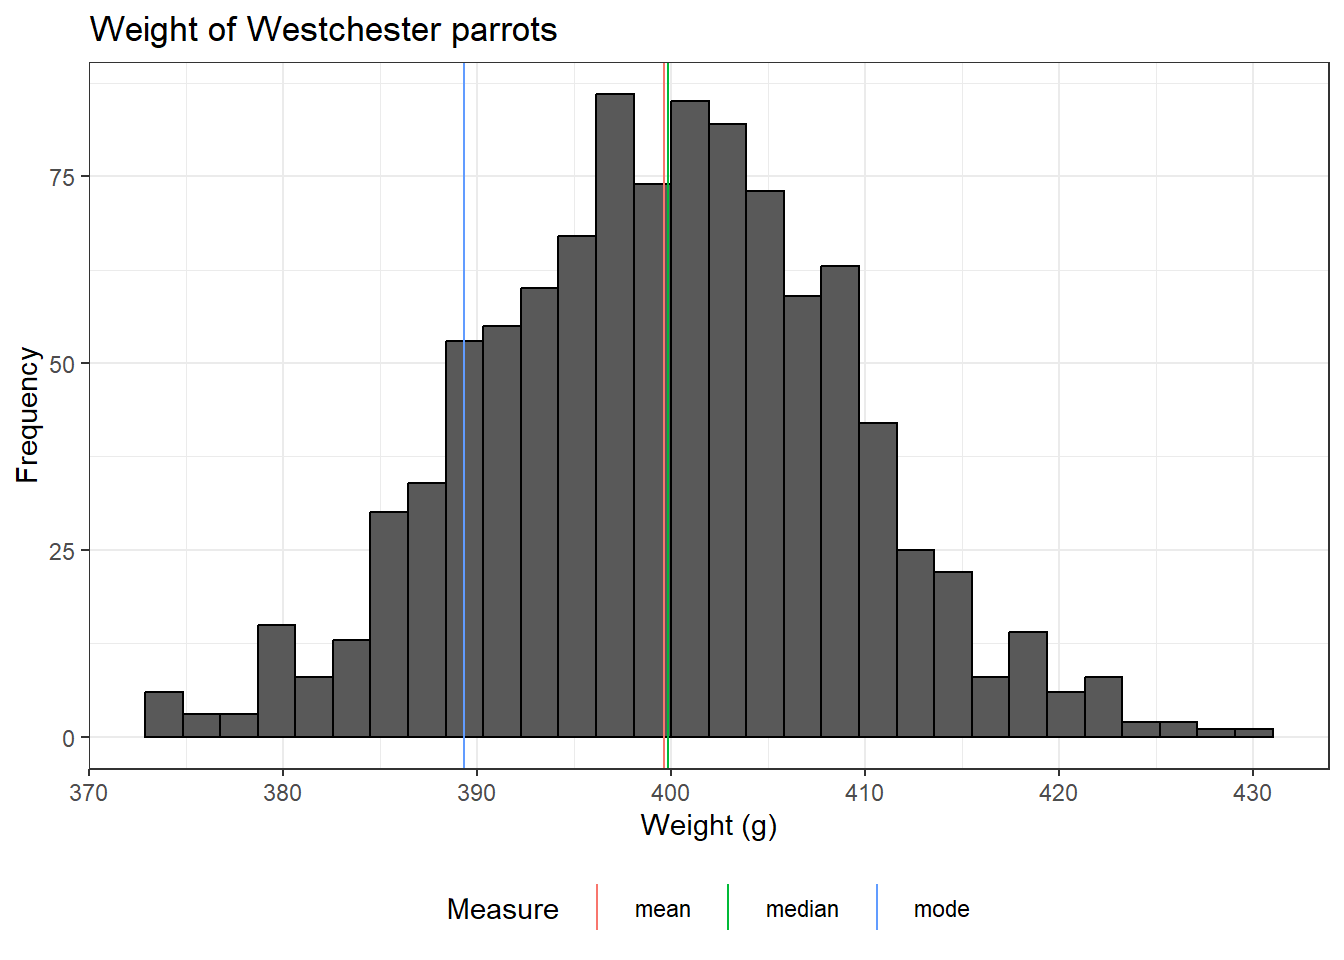 Weight of Westchester parrots
Frequency
75
50
25
0
370 380 390 400 410 420 430
Weight (g)
Measure mean median mode